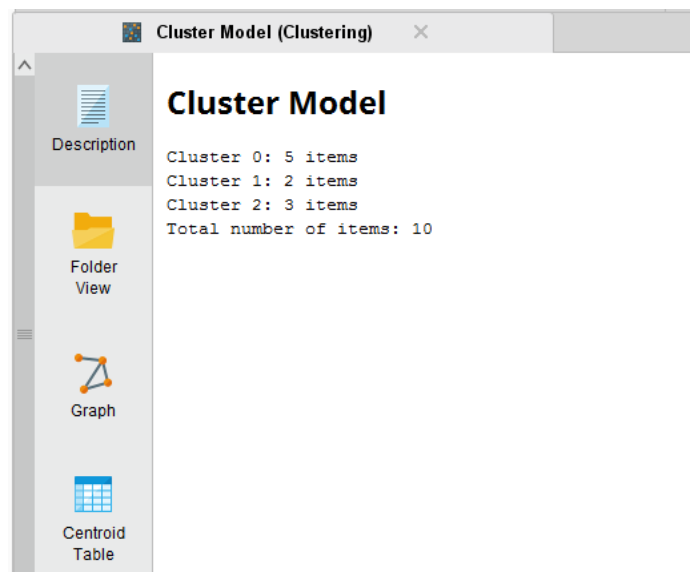 Cluster Model (Clustering)
Description
Folder
View
Graph
Centroid
Table
Cluster Model
Cluster 0: 5 items
Cluster 1: 2 items
Cluster 2: 3 items
Total number of items: 10